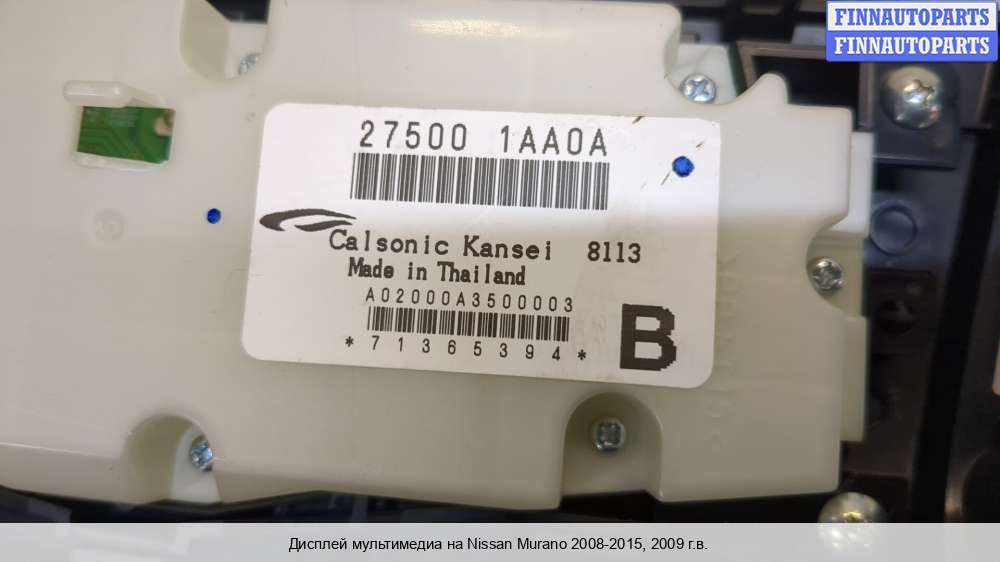 FINNAUTOPARTS
FINNAUTOPARTS
27500 1AA0A
Calsonic Kansei 8113
Made in Thailand
A02000A3500003
*71365394*
B
Дисплей мультимедиа на Nissan Murano 2008-2015, 2009 г.в.